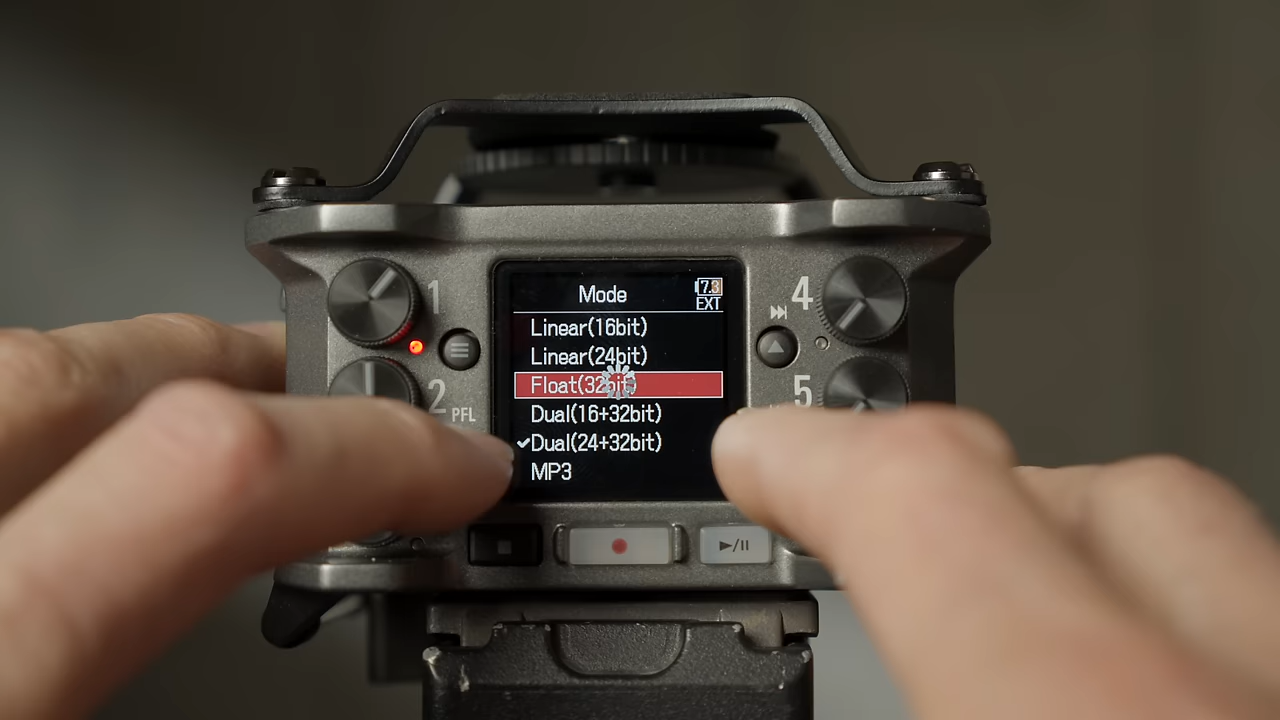 Mode
7.3
EXT
Linear(16bit)
Linear(24bit)
Float(32bit)
Dual(16+32bit)
Dual(24+32bit)
MP3
1
2
PFL
4
5